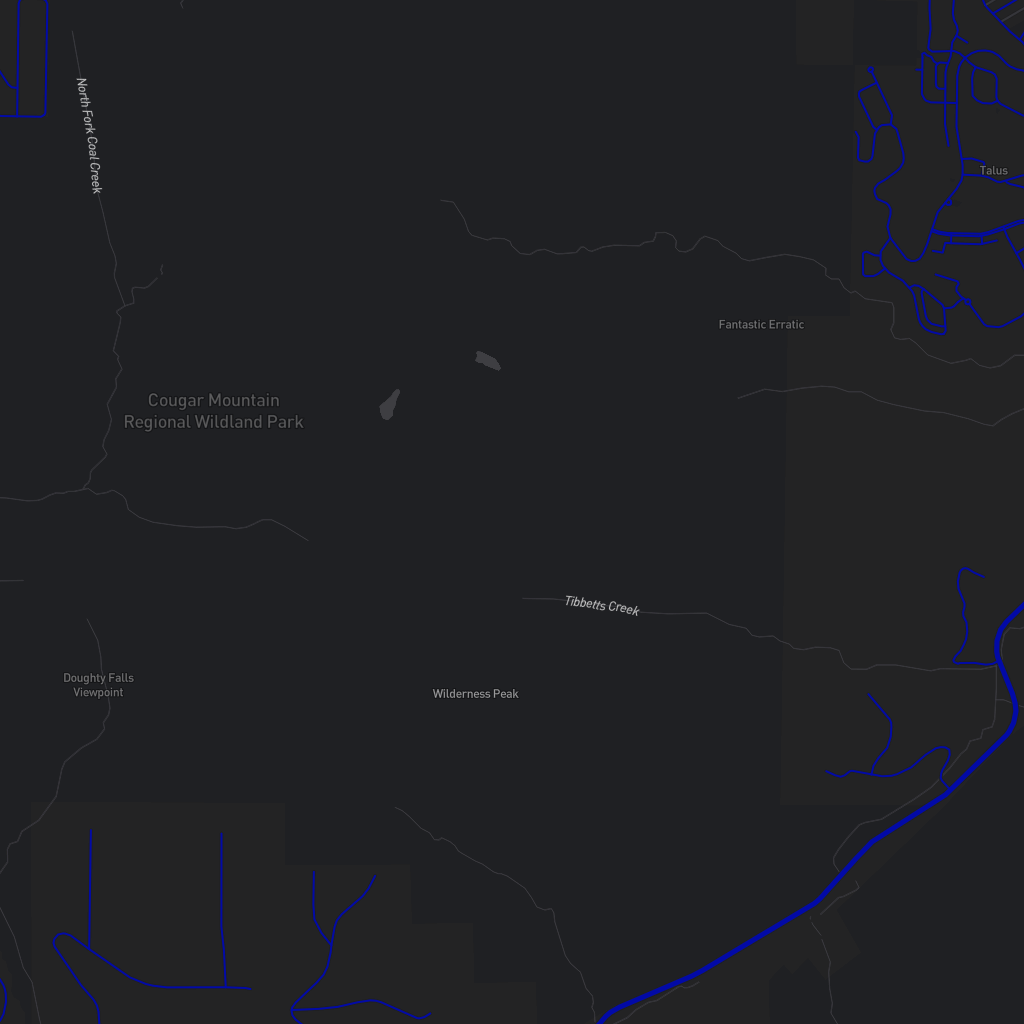 North Fork Coal Creek
Talus
Fantastic Erratic
Cougar Mountain
Regional Wildland Park
Tibbetts Creek
Doughty Falls
Viewpoint
Wilderness Peak